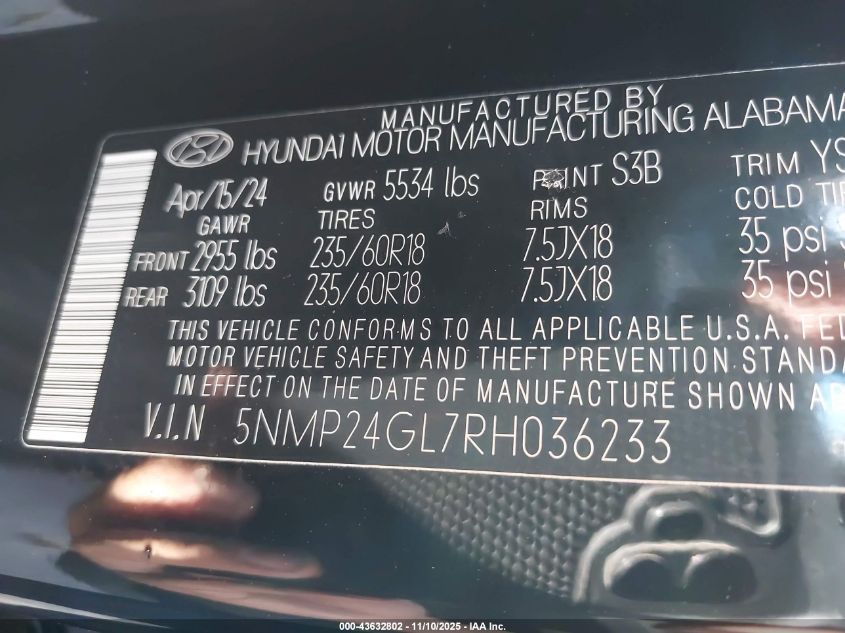 MANUFACTURED BY
HYUNDAI MOTOR MANUFACTURING ALABAMA
Apr/15/24 GVWR 5534 lbs PAINT S3B TRIM YS
GAWR TIRES RIMS COLD
FRONT 2955 lbs 235/60R18 7.5JX18 35 psi
REAR 3109 lbs 235/60R18 7.5JX18 35 psi
THIS VEHICLE CONFORMS TO ALL APPLICABLE U.S.A.
MOTOR VEHICLE SAFETY AND THEFT PREVENTION
IN EFFECT ON THE DATE OF MANUFACTURE SHOWN
V.I.N 5NMP24GL7RH036233
000-43632802 - 11/10/2025 - IAA Inc.